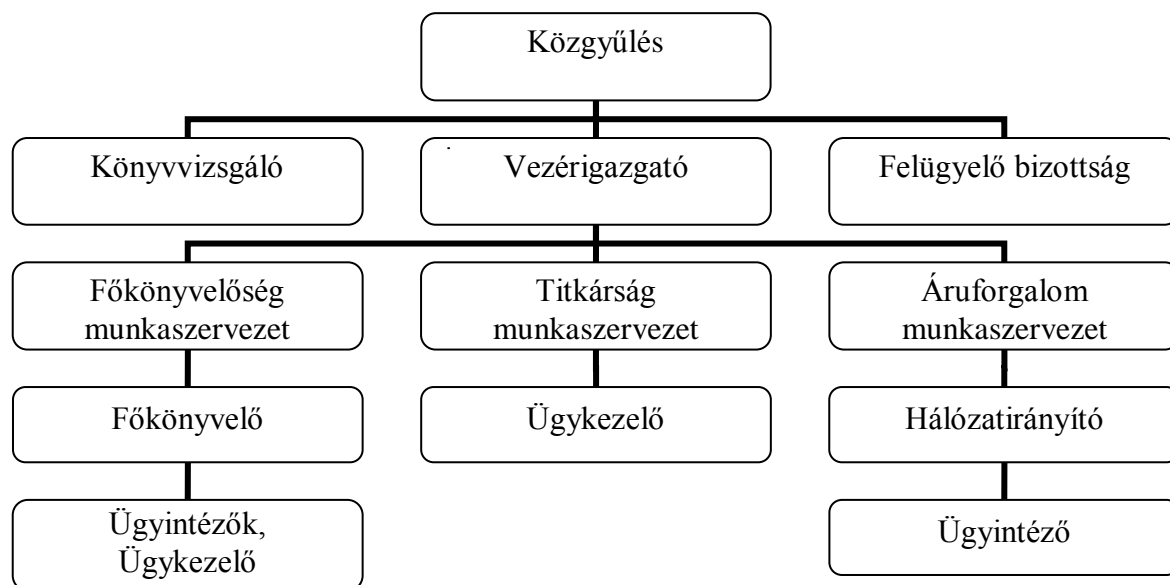 Közgyűlés
Könyvvizsgáló
Vezérigazgató
Felügyelő bizottság
Főkönyvelőség
munkaszervezet
Titkárság
munkaszervezet
Áruforgalom
munkaszervezet
Főkönyvelő
Ügykezelő
Hálózatirányító
Ügyintézők,
Ügykezelő
Ügyintéző